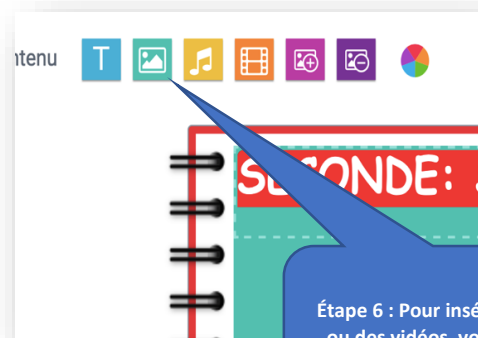 ntenu T
SECONDE:
Étape 6 : Pour insé
ou des vidéos, vo